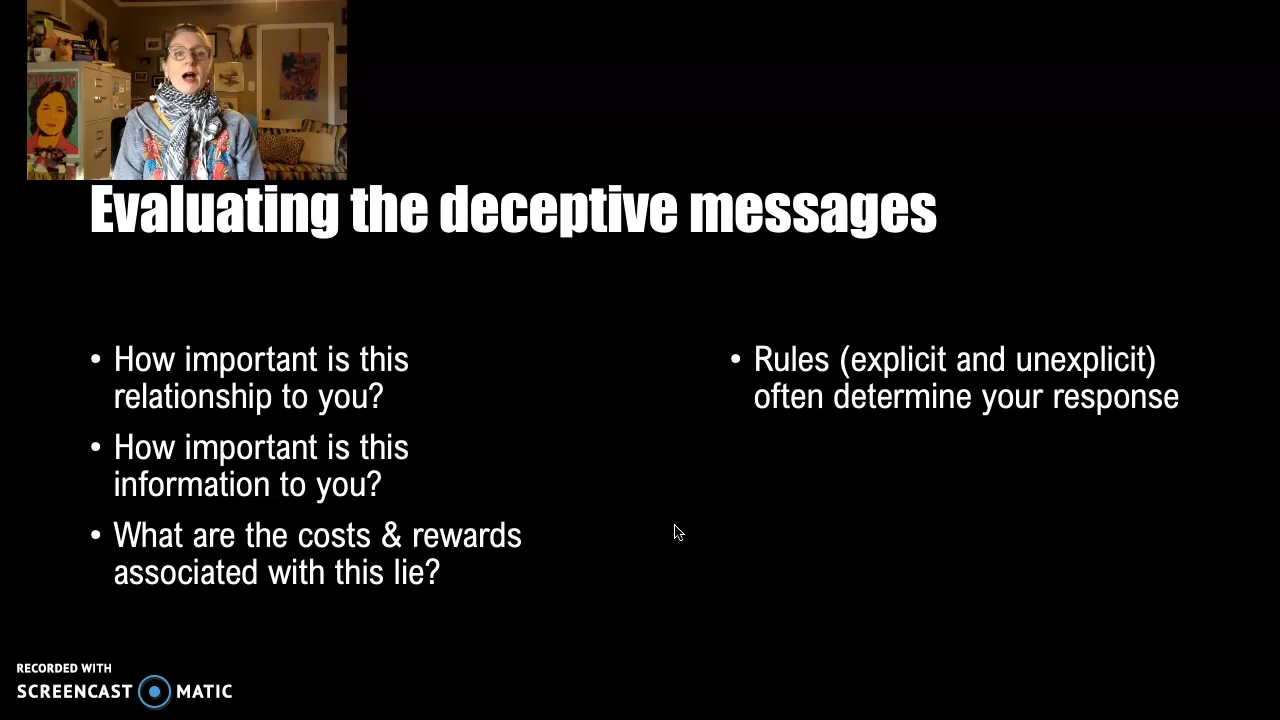 Evaluating the deceptive messages
• How important is this
relationship to you?
• How important is this
information to you?
• What are the costs & rewards
associated with this lie?
• Rules (explicit and unexplicit)
often determine your response
RECORDED WITH
SCREENCAST MATIC